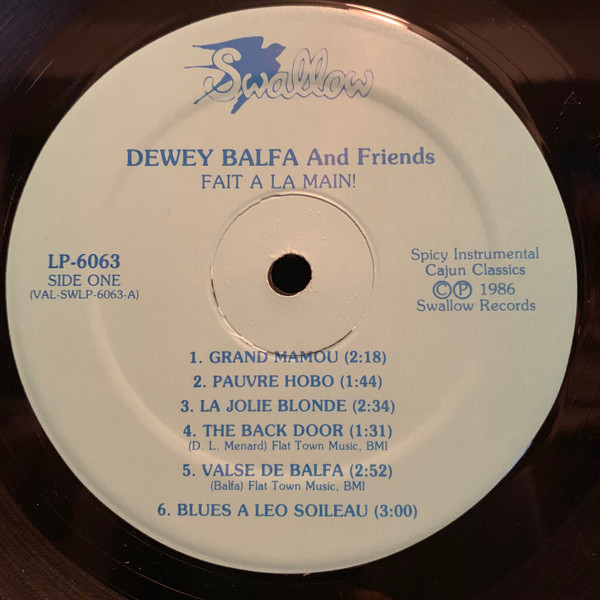 Swallow
DEWEY BALFA And Friends
FAIT A LA MAIN!
LP-6063
SIDE ONE
(VAL-SWLP-6063-A)
Spicy Instrumental
Cajun Classics
©℗ 1986
Swallow Records
1. GRAND MAMOU (2:18)
2. PAUVRE HOBO (1:44)
3. LA JOLIE BLONDE (2:34)
4. THE BACK DOOR (1:31)
(D. L. Menard) Flat Town Music, BMI
5. VALSE DE BALFA (2:52)
(Balfa) Flat Town Music, BMI
6. BLUES A LEO SOILEAU (3:00)